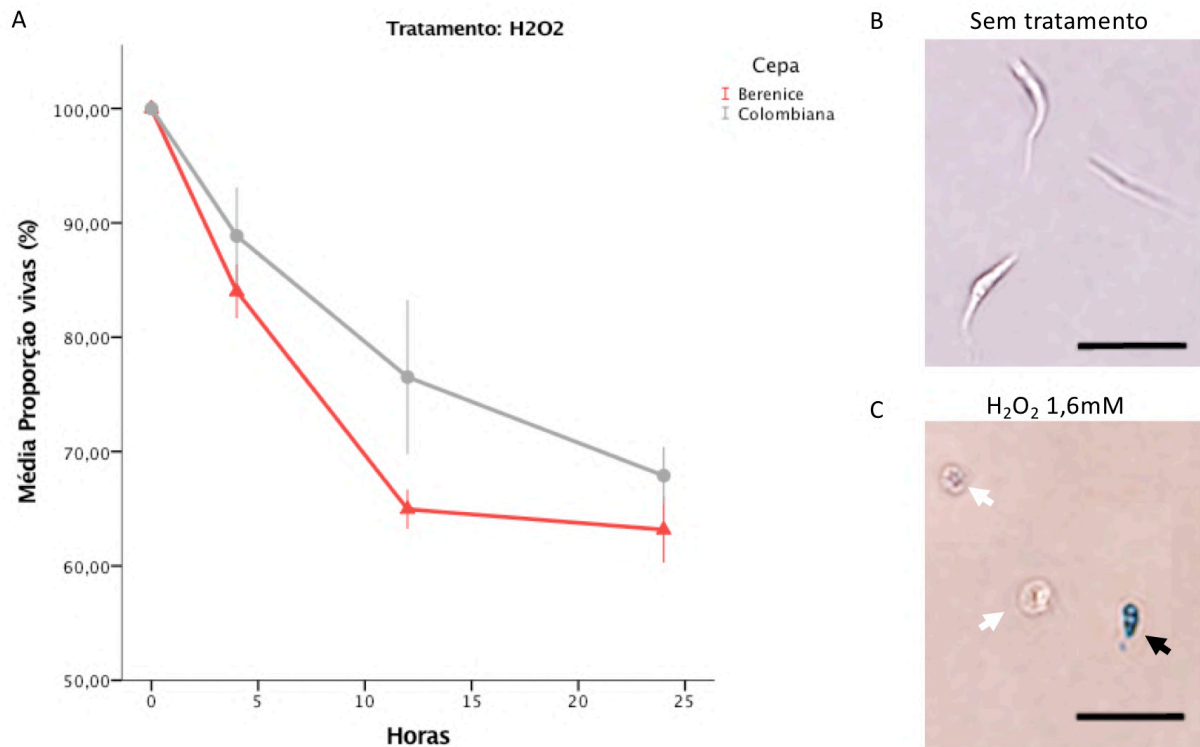 A
Tratamento: H2O2
Cepa
Berenice
Colombiana
Média Proporção vivas (%)
100,00
90,00
80,00
70,00
60,00
50,00
0
5
10
15
20
25
Horas
B
Sem tratamento
C
H₂O₂ 1,6mM